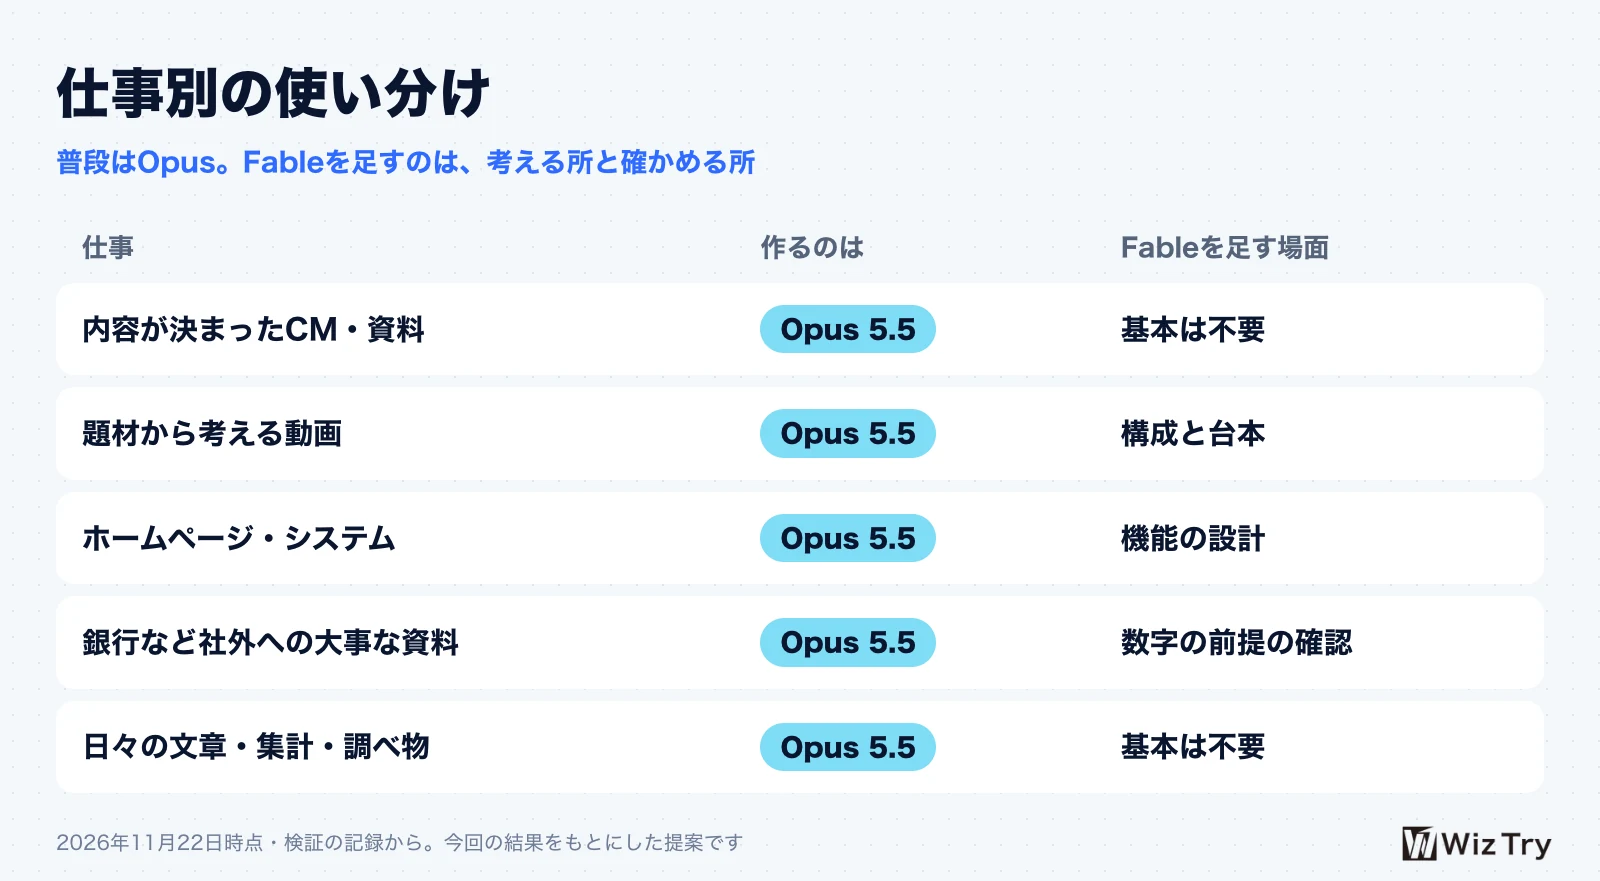 仕事別の使い分け
普段はOpus。Fableを足すのは、考える所と確かめる所
仕事 作るのは Fableを足す場面
内容が決まったCM・資料 Opus 5.5 基本は不要
題材から考える動画 Opus 5.5 構成と台本
ホームページ・システム Opus 5.5 機能の設計
銀行など社外への大事な資料 Opus 5.5 数字の前提の確認
日々の文章・集計・調べ物 Opus 5.5 基本は不要
2026年11月22日時点・検証の記録から。今回の結果をもとにした提案です
Wiz Try